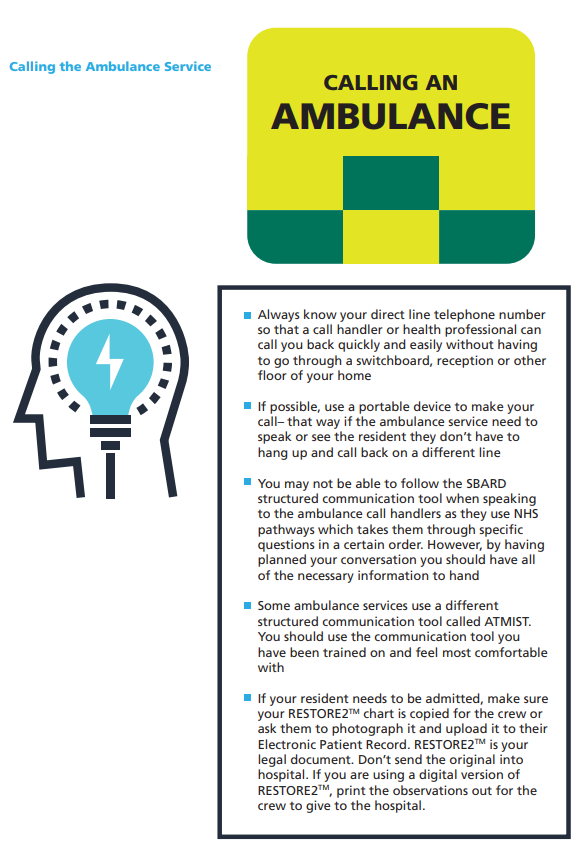 Calling the Ambulance Service
CALLING AN
AMBULANCE
Always know your direct line telephone number
so that a call handler or health professional can
call you back quickly and easily without having
to go through a switchboard, reception or other
floor of your home
If possible, use a portable device to make your
call– that way if the ambulance service need to
speak or see the resident they don’t have to
hang up and call back on a different line
You may not be able to follow the SBARD
structured communication tool when speaking
to the ambulance call handlers as they use NHS
pathways which takes them through specific
questions in a certain order. However, by having
planned your conversation you should have all
of the necessary information to hand
Some ambulance services use a different
structured communication tool called ATMIST.
You should use the communication tool you
have been trained on and feel most comfortable
with
If your resident needs to be admitted, make sure
your RESTORE2™ chart is copied for the crew or
ask them to photograph it and upload it to their
Electronic Patient Record. RESTORE2™ is your
legal document. Don’t send the original into
hospital. If you are using a digital version of
RESTORE2™, print the observations out for the
crew to give to the hospital.